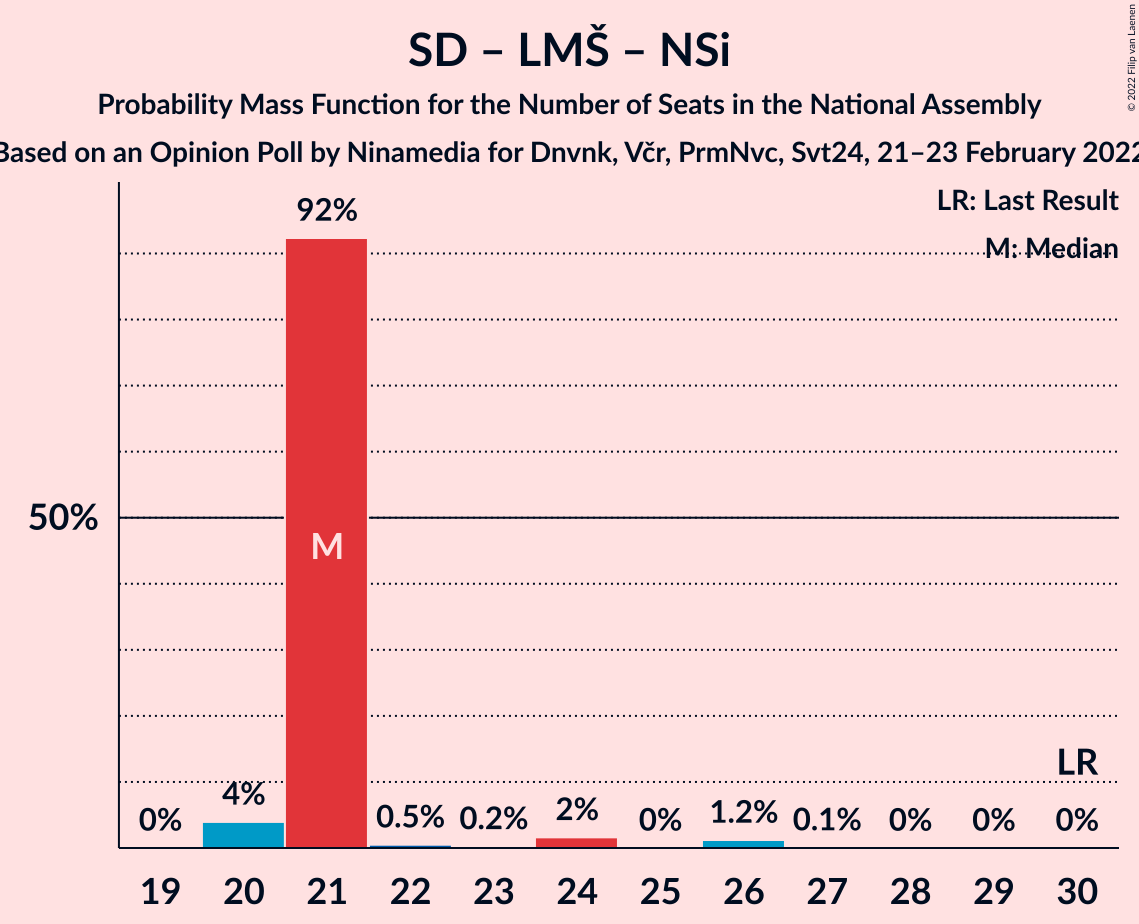 SD – LMŠ – NSi
Probability Mass Function for the Number of Seats in the National Assembly
Based on an Opinion Poll by Ninamedia for Dnvnk, Včr, PrmNvc, Svt24, 21–23 February 2022
© 2022 Filip van Laenen
LR: Last Result
M: Median
92%
50%
M
LR
0% 4% 0.5% 0.2% 2% 0% 1.2% 0.1% 0% 0% 0%
19 20 21 22 23 24 25 26 27 28 29 30